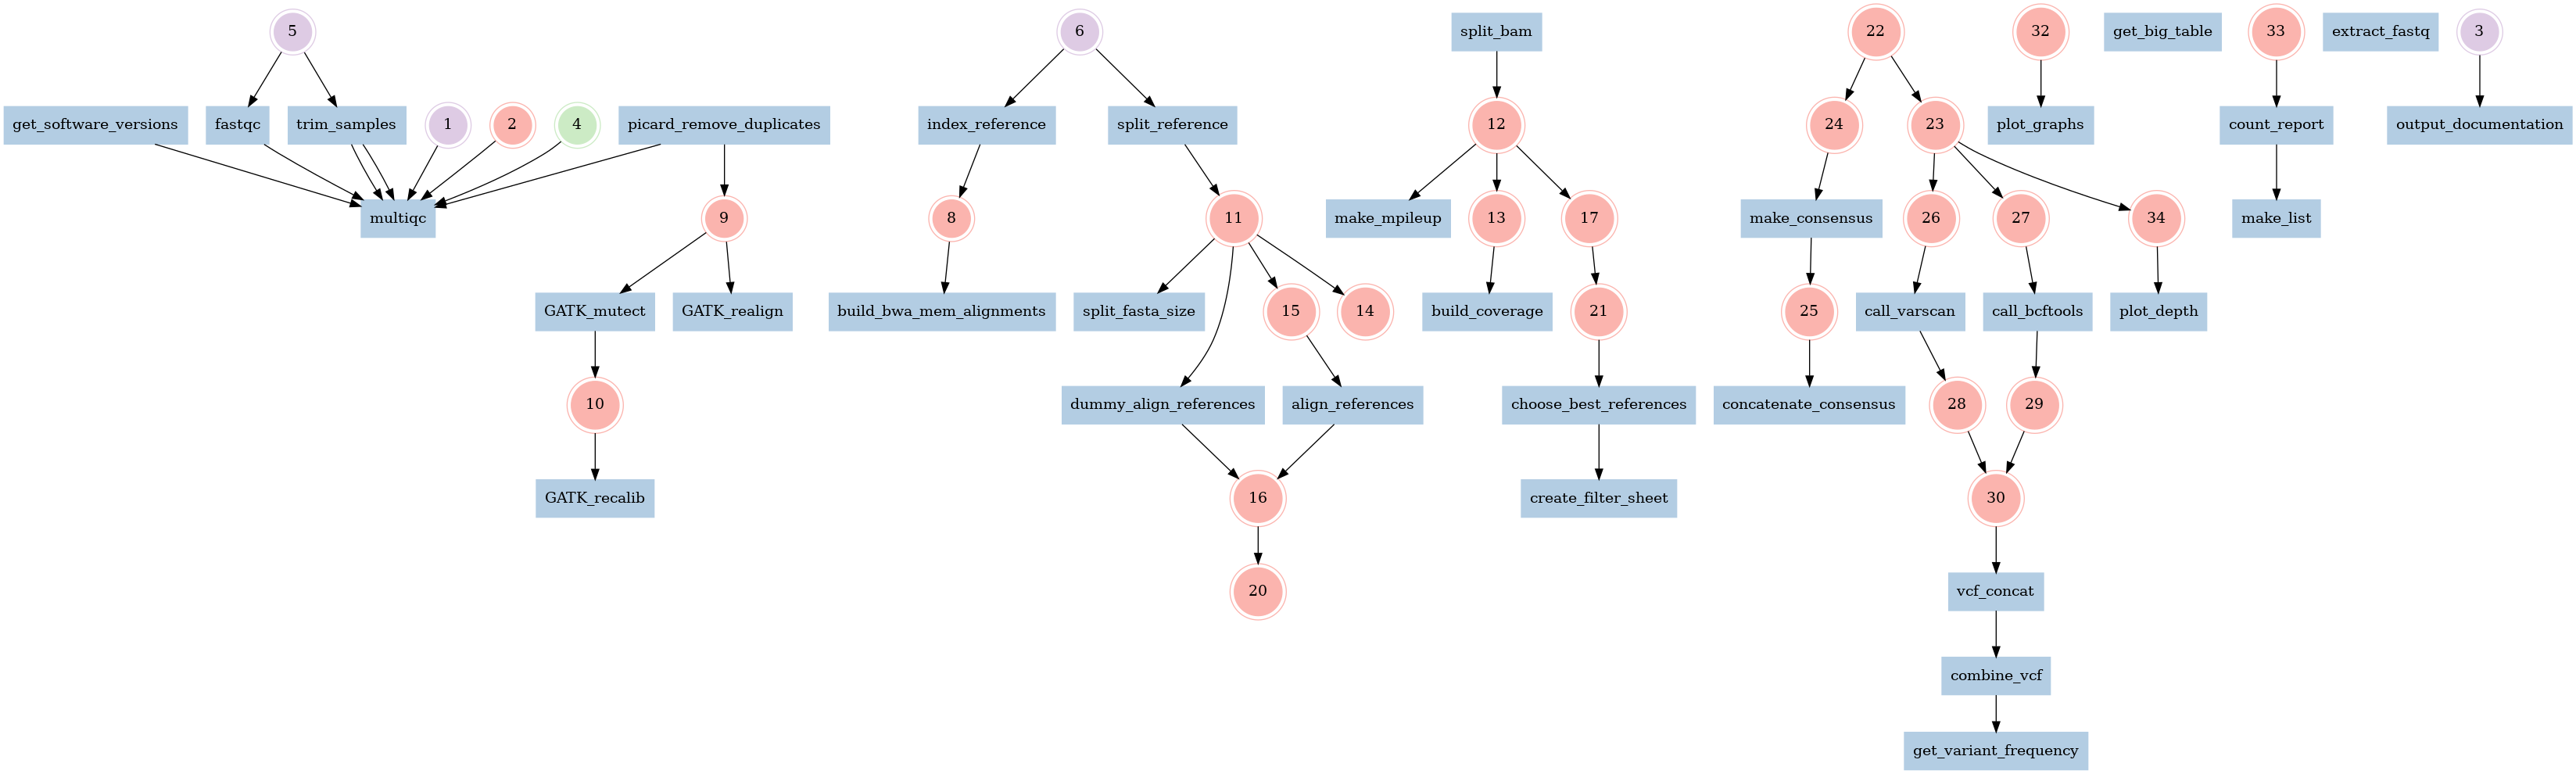 5
6
split_bam
22
32
get_big_table
33
extract_fastq
3
get_software_versions
fastqc
trim_samples
1
2
4
picard_remove_duplicates
index_reference
split_reference
12
24
23
plot_graphs
count_report
output_documentation
multiqc
9
8
11
make_mpileup
13
17
make_consensus
26
27
34
make_list
GATK_mutect
GATK_realign
build_bwa_mem_alignments
split_fasta_size
15
14
build_coverage
21
25
call_varscan
call_bcftools
plot_depth
10
dummy_align_references
align_references
choose_best_references
concatenate_consensus
28
29
GATK_recalib
16
create_filter_sheet
30
20
vcf_concat
combine_vcf
get_variant_frequency